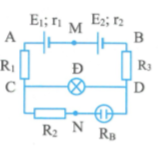 E₁; r₁ E₂; r₂
A M B
R₁ Đ R₃
C D
R₂ N R_B